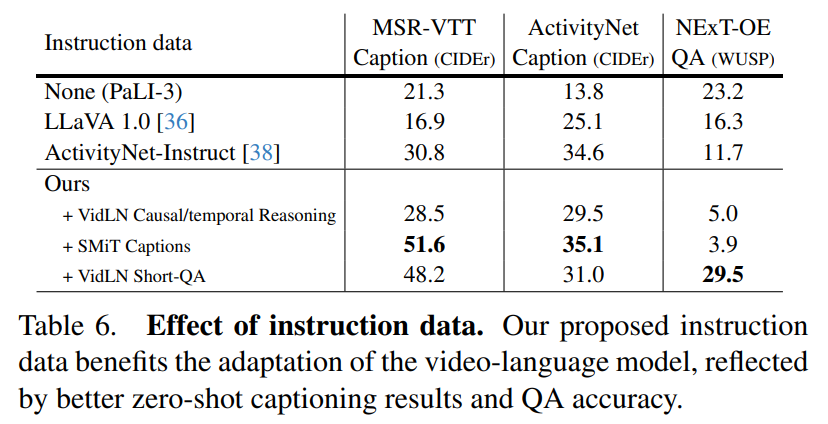 Instruction data MSR-VTT ActivityNet NExT-OE
Caption (CIDEr) Caption (CIDEr) QA (WUSP)
None (PaLI-3) 21.3 13.8 23.2
LLaVA 1.0 [36] 16.9 25.1 16.3
ActivityNet-Instruct [38] 30.8 34.6 11.7
Ours
+ VidLN Causal/temporal Reasoning 28.5 29.5 5.0
+ SMiT Captions 51.6 35.1 3.9
+ VidLN Short-QA 48.2 31.0 29.5
Table 6. Effect of instruction data. Our proposed instruction
data benefits the adaptation of the video-language model, reflected
by better zero-shot captioning results and QA accuracy.